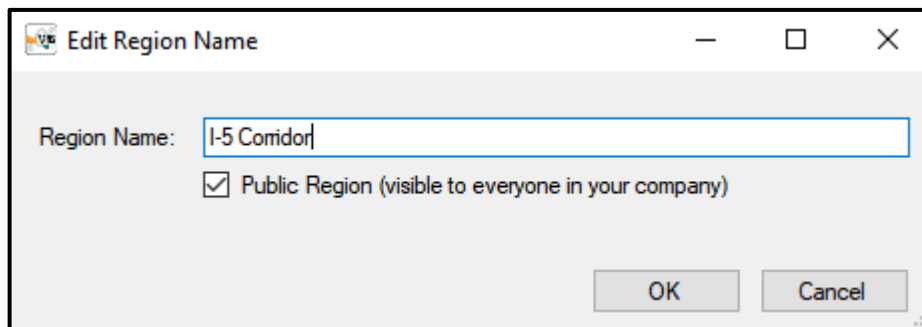 Edit Region Name
Region Name: I-5 Corridor
Public Region (visible to everyone in your company)
OK Cancel